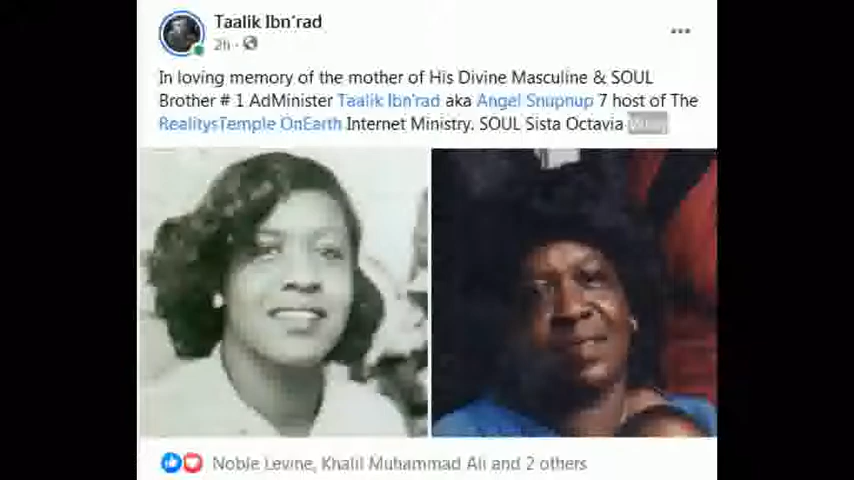 Taalik Ibn'rad
2h ·
In loving memory of the mother of His Divine Masculine & SOUL
Brother # 1 AdMinister Taalik Ibn'rad aka Angel Snupnup 7 host of The
RealitysTemple OnEarth Internet Ministry. SOUL Sista Octavia
Noble Levine, Khalil Muhammad Ali and 2 others